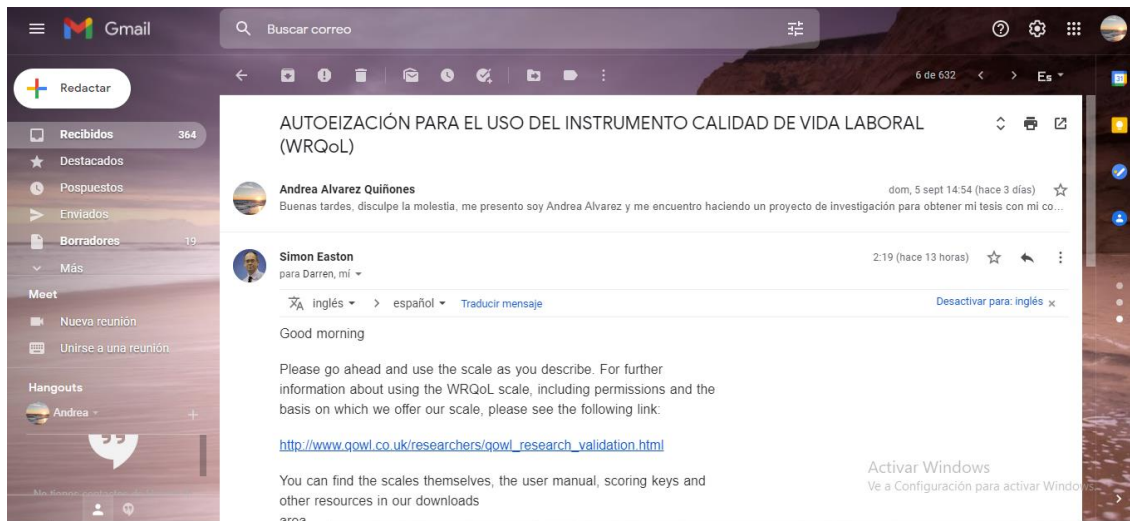 Gmail
Buscar correo
Redactar
6 de 632
Es
31
Recibidos 364
Destacados
Pospuestos
Enviados
Borradores 19
Más
Meet
Nueva reunión
Unirse a una reunión
Hangouts
Andrea
AUTOEIZACIÓN PARA EL USO DEL INSTRUMENTO CALIDAD DE VIDA LABORAL
(WRQoL)
Andrea Alvarez Quiñones dom, 5 sept 14:54 (hace 3 días)
Buenas tardes, disculpe la molestia, me presento soy Andrea Alvarez y me encuentro haciendo un proyecto de investigación para obtener mi tesis con mi co...
Simon Easton 2:19 (hace 13 horas)
para Darren, mí
inglés > español Traducir mensaje Desactivar para: inglés x
Good morning
Please go ahead and use the scale as you describe. For further
information about using the WRQoL scale, including permissions and the
basis on which we offer our scale, please see the following link:
http://www.qowl.co.uk/researchers/qowl_research_validation.html
You can find the scales themselves, the user manual, scoring keys and
other resources in our downloads
area
Activar Windows
Ve a Configuración para activar Windows.